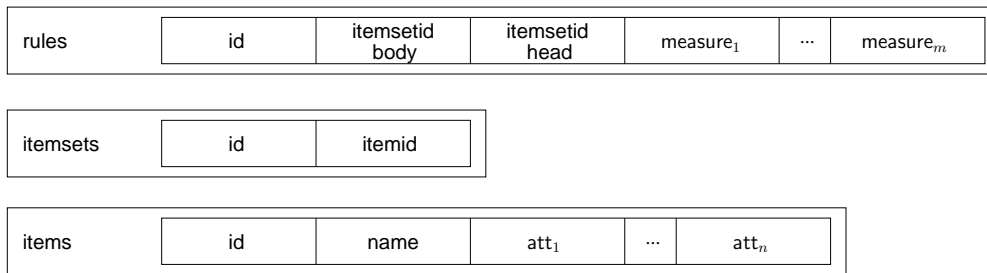 rules id itemsetid body itemsetid head measure₁ ... measureₘ
itemsets id itemid
items id name att₁ ... attₙ